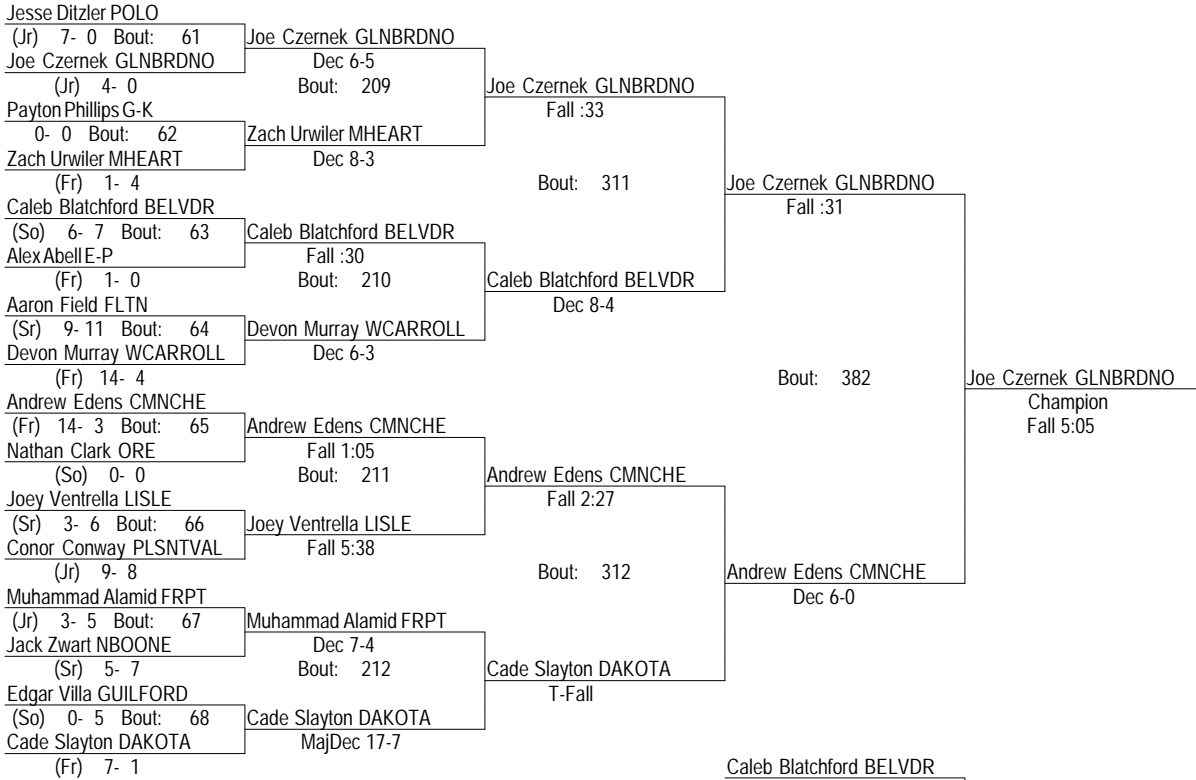 Jesse Ditzler POLO
(Jr) 7- 0 Bout: 61 Joe Czernek GLNBRDNO
Joe Czernek GLNBRDNO Dec 6-5
(Jr) 4- 0 Bout: 209 Joe Czernek GLNBRDNO
Payton Phillips G-K Fall :33
0- 0 Bout: 62 Zach Urwiler MHEART
Zach Urwiler MHEART Dec 8-3
(Fr) 1- 4 Bout: 311 Joe Czernek GLNBRDNO
Caleb Blatchford BELVDR Fall :31
(So) 6- 7 Bout: 63 Caleb Blatchford BELVDR
Alex Abell E-P Fall :30
(Fr) 1- 0 Bout: 210 Caleb Blatchford BELVDR
Aaron Field FLTN Dec 8-4
(Sr) 9- 11 Bout: 64 Devon Murray WCARROLL
Devon Murray WCARROLL Dec 6-3
(Fr) 14- 4 Bout: 382 Joe Czernek GLNBRDNO
Andrew Edens CMNCHE Champion
(Fr) 14- 3 Bout: 65 Andrew Edens CMNCHE Fall 5:05
Nathan Clark ORE Fall 1:05
(So) 0- 0 Bout: 211 Andrew Edens CMNCHE
Joey Ventrella LISLE Fall 2:27
(Sr) 3- 6 Bout: 66 Joey Ventrella LISLE
Conor Conway PLSNTVAL Fall 5:38
(Jr) 9- 8 Bout: 312 Andrew Edens CMNCHE
Muhammad Alamid FRPT Dec 6-0
(Jr) 3- 5 Bout: 67 Muhammad Alamid FRPT
Jack Zwart NBOONE Dec 7-4
(Sr) 5- 7 Bout: 212 Cade Slayton DAKOTA
Edgar Villa GUILFORD T-Fall
(So) 0- 5 Bout: 68 Cade Slayton DAKOTA
Cade Slayton DAKOTA MajDec 17-7
(Fr) 7- 1 Caleb Blatchford BELVDR